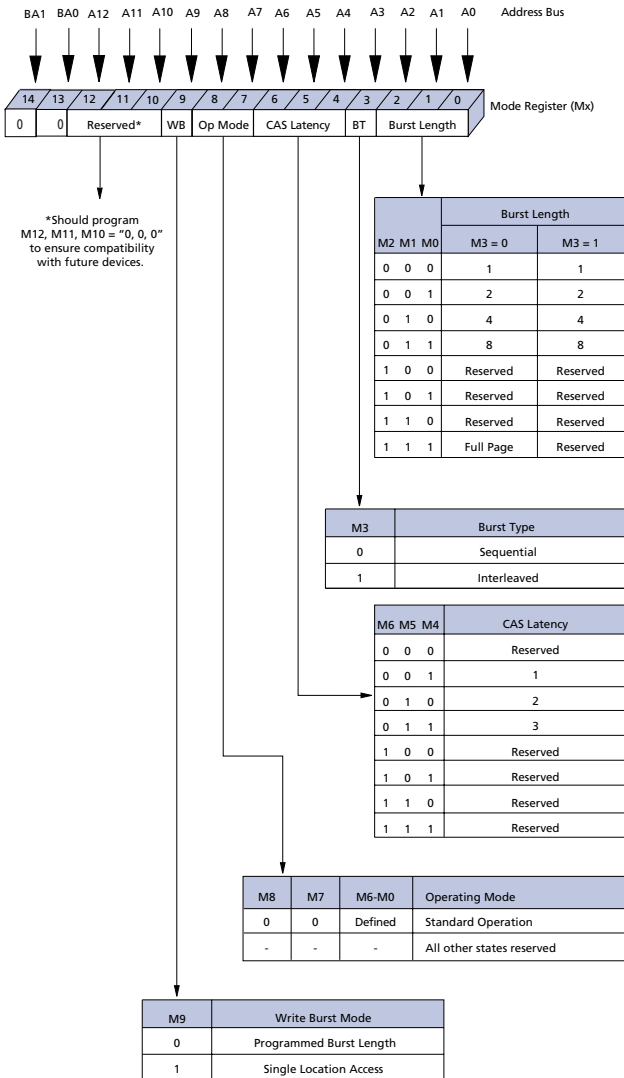 BA1 BA0 A12 A11 A10 A9 A8 A7 A6 A5 A4 A3 A2 A1 A0 Address Bus
14 13 12 11 10 9 8 7 6 5 4 3 2 1 0 Mode Register (Mx)
0 0 Reserved* WB Op Mode CAS Latency BT Burst Length
*Should program
M12, M11, M10 = “0, 0, 0”
to ensure compatibility
with future devices.
Burst Length
M2 M1 M0 M3 = 0 M3 = 1
0 0 0 1 1
0 0 1 2 2
0 1 0 4 4
0 1 1 8 8
1 0 0 Reserved Reserved
1 0 1 Reserved Reserved
1 1 0 Reserved Reserved
1 1 1 Full Page Reserved
M3 Burst Type
0 Sequential
1 Interleaved
M6 M5 M4 CAS Latency
0 0 0 Reserved
0 0 1 1
0 1 0 2
0 1 1 3
1 0 0 Reserved
1 0 1 Reserved
1 1 0 Reserved
1 1 1 Reserved
M8 M7 M6-M0 Operating Mode
0 0 Defined Standard Operation
- - - All other states reserved
M9 Write Burst Mode
0 Programmed Burst Length
1 Single Location Access